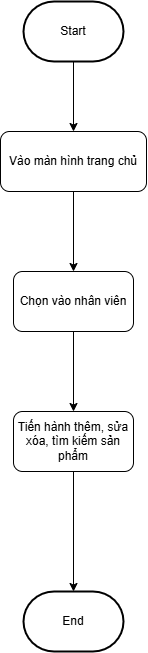 Start
Vào màn hình trang chủ
Chọn vào nhân viên
Tiến hành thêm, sửa
xóa, tìm kiếm sản
phẩm
End